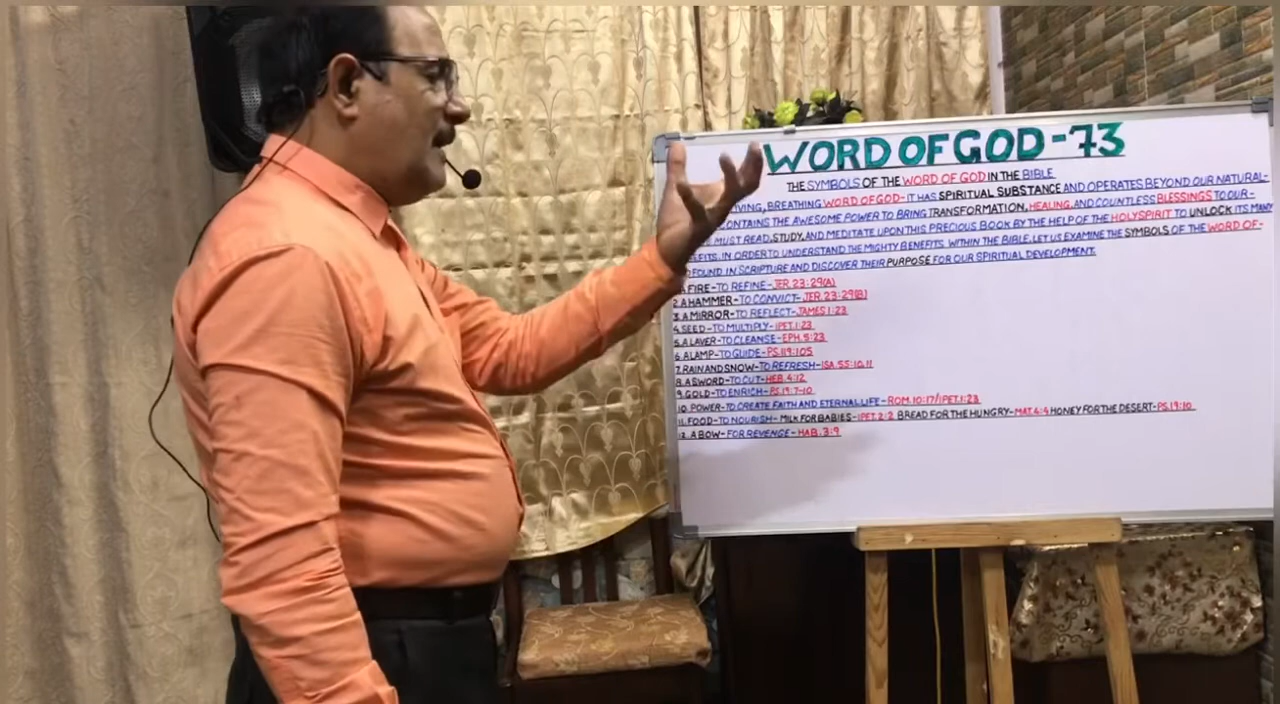 WORD OF GOD - 73
THE SYMBOLS OF THE WORD OF GOD IN THE BIBLE
LIVING, BREATHING WORD OF GOD- IT HAS SPIRITUAL SUBSTANCE AND OPERATES BEYOND OUR NATURAL-
CONTAINS THE AWESOME POWER TO BRING TRANSFORMATION, HEALING, AND COUNTLESS BLESSINGS TO OUR-
MUST READ, STUDY, AND MEDITATE UPON THIS PRECIOUS BOOK BY THE HELP OF THE HOLYSPIRIT TO UNLOCK ITS MANY
IN ORDER TO UNDERSTAND THE MIGHTY BENEFITS WITHIN THE BIBLE. LET US EXAMINE THE SYMBOLS OF THE WORD OF-
FOUND IN SCRIPTURE AND DISCOVER THEIR PURPOSE FOR OUR SPIRITUAL DEVELOPMENT.
FIRE- TO REFINE- JER. 23:29(A)
2. A HAMMER- TO CONVICT- JER. 23:29(B)
3. A MIRROR- TO REFLECT- JAMES 1:23
4. SEED- TO MULTIPLY- 1PET. 1:23
5. A LAVER- TO CLEANSE- EPH. 5:23
6. A LAMP- TO GUIDE- PS. 119:105
7. RAIN AND SNOW- TO REFRESH- ISA. 55:10,11
8. A SWORD- TO CUT- HEB. 4:12
9. GOLD- TO ENRICH- PS. 19:7-10
10. POWER- TO CREATE FAITH AND ETERNAL LIFE- ROM. 10:17/1PET. 1:23
11. FOOD- TO NOURISH- MILK FOR BABIES- 1PET. 2:2 BREAD FOR THE HUNGRY- MAT. 4:4 HONEY FOR THE DESERT- PS. 19:10
12. A BOW- FOR REVENGE- HAB. 3:9